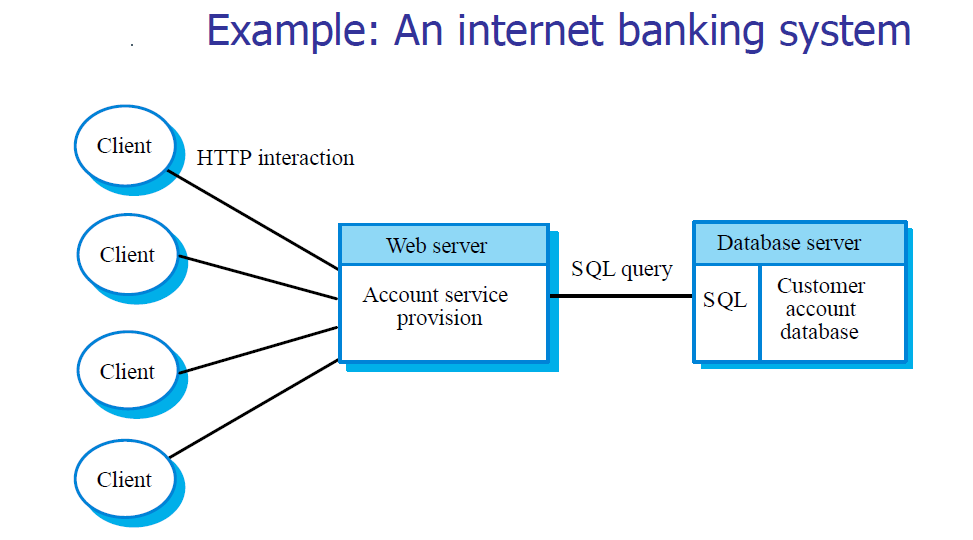 Example: An internet banking system
Client
HTTP interaction
Client
Client
Client
Web server
Account service
provision
SQL query
Database server
SQL
Customer
account
database